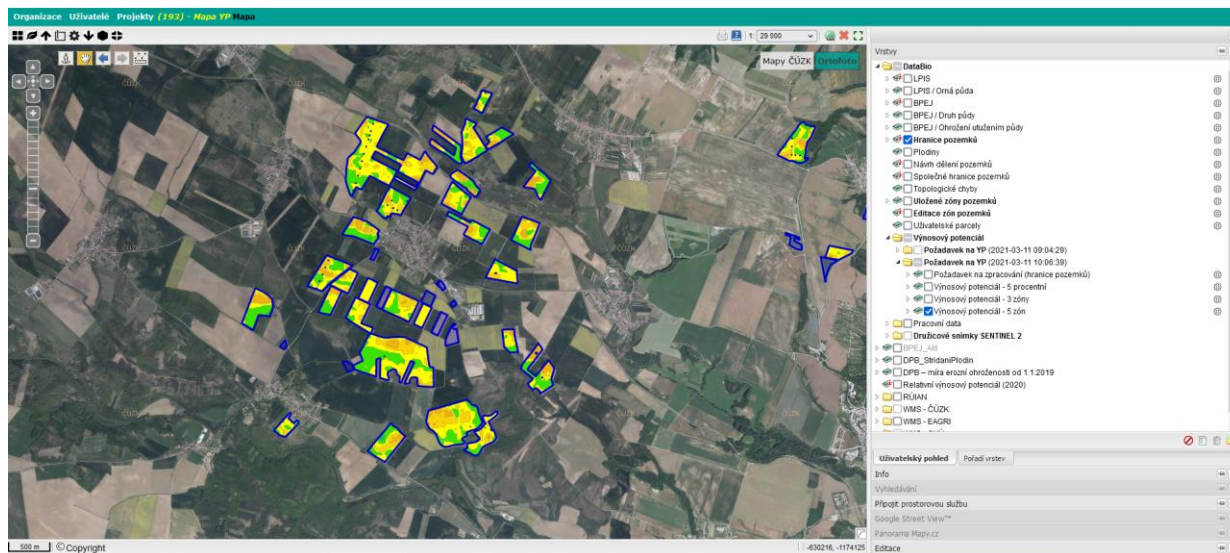 Organizace Uživatelé Projekty (193) - Mapa YP Mapa
1: 29 000
Mapy ČÚZK Ortofoto
ČÚZK
Vrstvy
DataBio
LPIS
LPIS / Orná půda
BPEJ
BPEJ / Druh půdy
BPEJ / Ohrožení utužením půdy
Hranice pozemků
Plodiny
Návrh dělení pozemků
Společné hranice pozemků
Topologické chyby
Uložené zóny pozemků
Editace zón pozemků
Uživatelské parcely
Výnosový potenciál
Požadavek na YP (2021-03-11 09:04:29)
Požadavek na YP (2021-03-11 10:06:39)
Požadavek na zpracování (hranice pozemků)
Výnosový potenciál - 5 procentní
Výnosový potenciál - 3 zóny
Výnosový potenciál - 5 zón
Pracovní data
Družicové snímky SENTINEL 2
DPB_StridaniPlodin
DPB – míra erozní ohroženosti od 1.1.2019
Relativní výnosový potenciál (2020)
RÚIAN
WMS - ČÚZK
WMS - EAGRI
Uživatelský pohled Pořadí vrstev
Info
Vyhledávání
Připojit prostorovou službu
Google Street View™
Panorama Mapy.cz
Editace
500 m © Copyright
-630216, -1174125